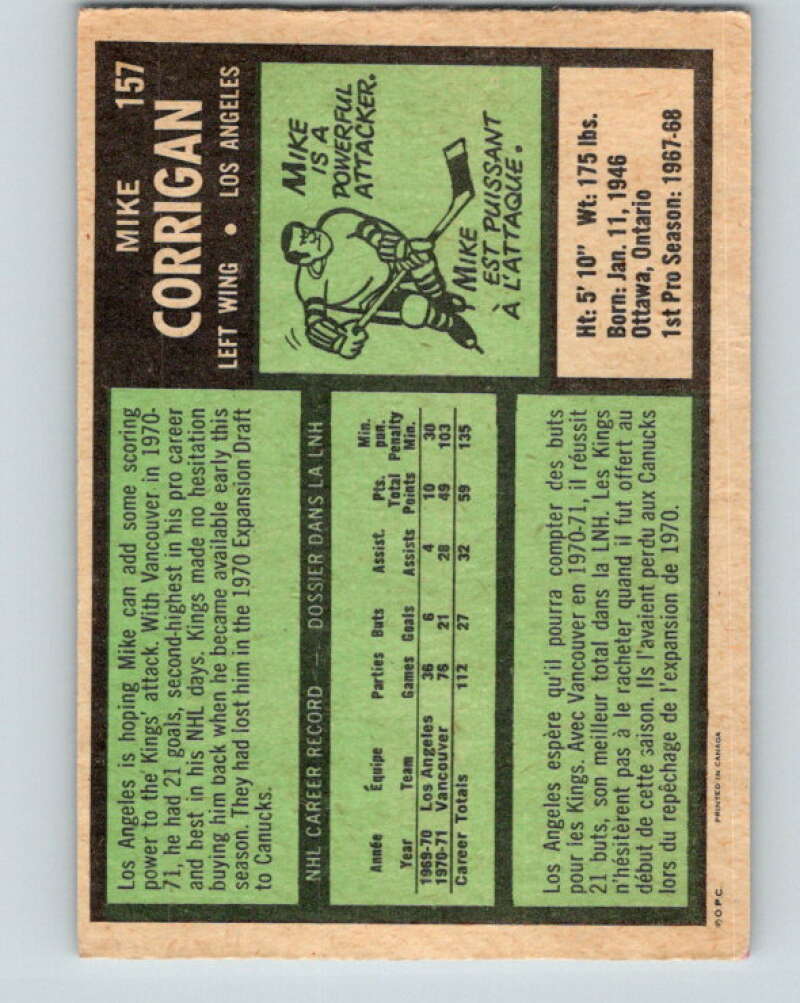 MIKE 157
CORRIGAN
LEFT WING • LOS ANGELES
Los Angeles is hoping Mike can add some scoring
power to the Kings' attack. With Vancouver in 1970-
71, he had 21 goals, second-highest in his pro career
and best in his NHL days. Kings made no hesitation
buying him back when he became available early this
season. They had lost him in the 1970 Expansion Draft
to Canucks.
MIKE
IS A
POWERFUL
ATTACKER.
MIKE
EST PUISSANT
À L'ATTAQUE.
NHL CAREER RECORD — DOSSIER DANS LA LNH
Année Équipe Parties Buts Assist. Pts. Min. pun.
Year Team Games Goals Assists Total Points Penalty Min.
1969-70 Los Angeles 36 6 4 10 30
1970-71 Vancouver 76 21 28 49 103
Career Totals 112 27 32 59 135
Ht: 5' 10" Wt: 175 lbs.
Born: Jan. 11, 1946
Ottawa, Ontario
1st Pro Season: 1967-68
Los Angeles espère qu'il pourra compter des buts
pour les Kings. Avec Vancouver en 1970-71, il réussit
21 buts, son meilleur total dans la LNH. Les Kings
n'hésitèrent pas à le racheter quand il fut offert au
début de cette saison. Ils l'avaient perdu aux Canucks
lors du repêchage de l'expansion de 1970.
© O.P.C. PRINTED IN CANADA